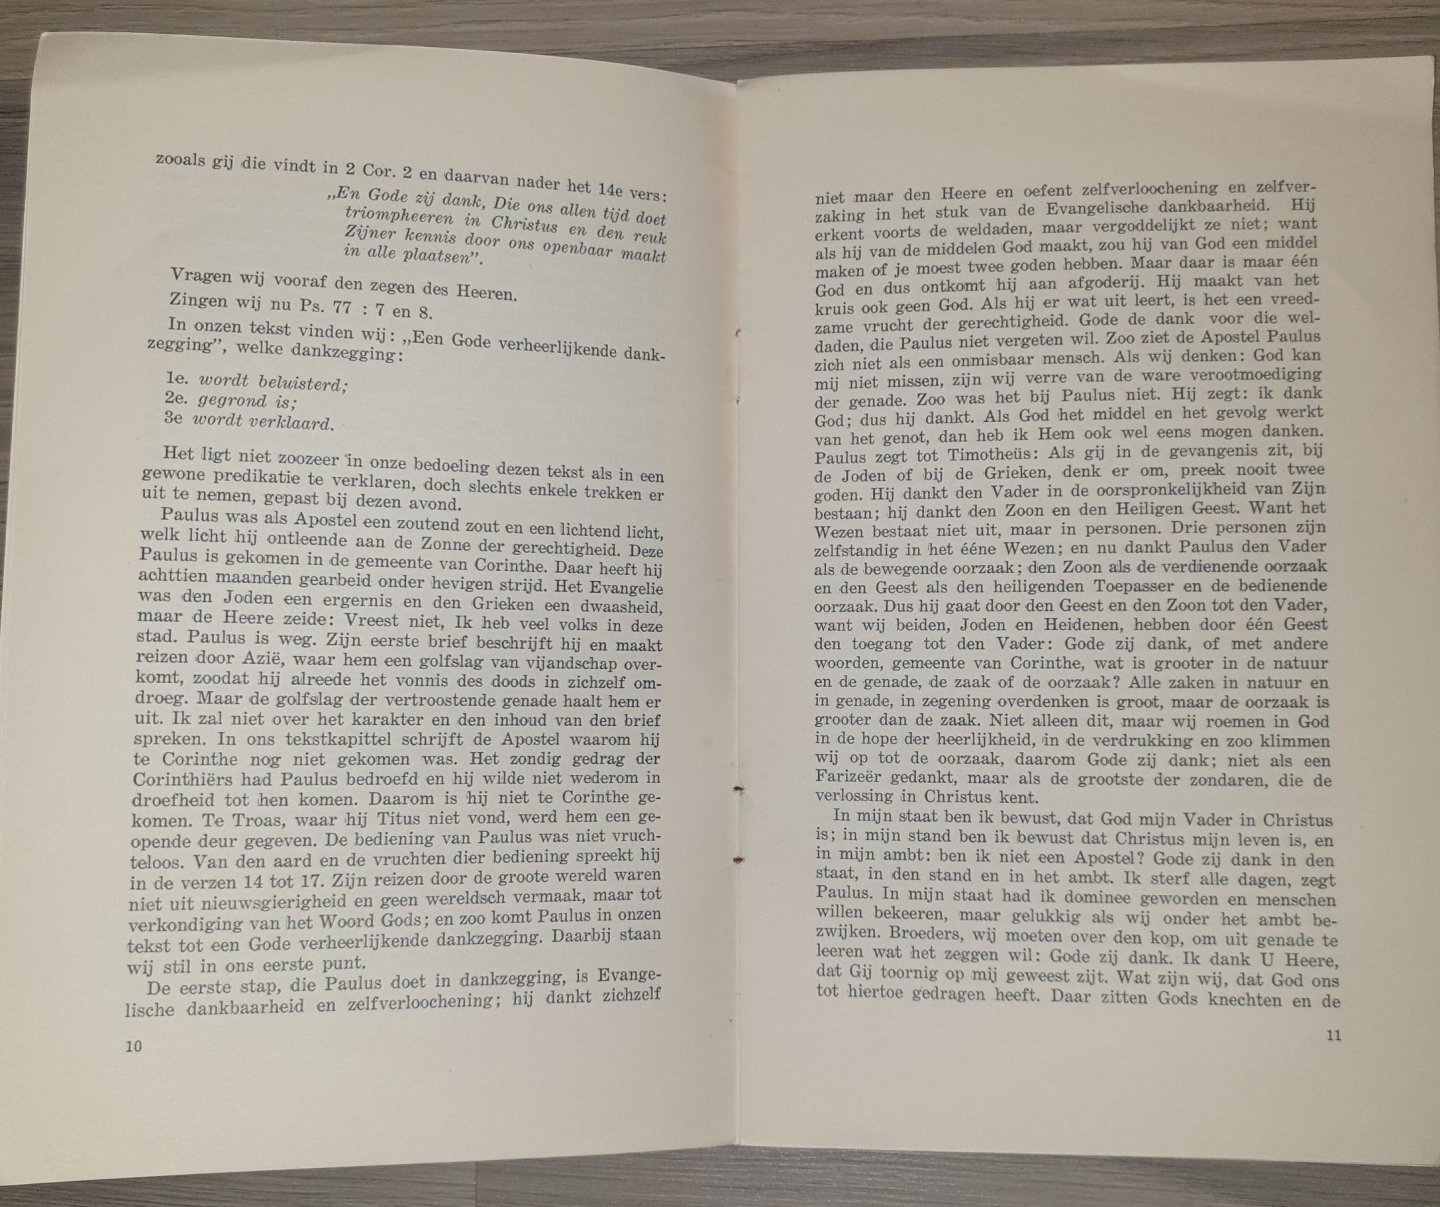 zooals gij die vindt in 2 Cor. 2 en daarvan nader het 14e vers:
„En Gode zij dank, Die ons allen tijd doet
triompheeren in Christus en den reuk
Zijner kennis door ons openbaar maakt
in alle plaatsen”.
Vragen wij vooraf den zegen des Heeren.
Zingen wij nu Ps. 77 : 7 en 8.
In onzen tekst vinden wij: „Een Gode verheerlijkende dank-
zegging”, welke dankzegging:
1e. wordt beluisterd;
2e. gegrond is;
3e wordt verklaard.
Het ligt niet zoozeer in onze bedoeling dezen tekst als in een
gewone predikatie te verklaren, doch slechts enkele trekken er
uit te nemen, gepast bij dezen avond.
Paulus was als Apostel een zoutend zout en een lichtend licht,
welk licht hij ontleende aan de Zonne der gerechtigheid. Deze
Paulus is gekomen in de gemeente van Corinthe. Daar heeft hij
achttien maanden gearbeid onder hevigen strijd. Het Evangelie
was den Joden een ergernis en den Grieken een dwaasheid,
maar de Heere zeide: Vreest niet, Ik heb veel volks in deze
stad. Paulus is weg. Zijn eerste brief beschrijft hij en maakt
reizen door Azië, waar hem een golfslag van vijandschap over-
komt, zoodat hij alreede het vonnis des doods in zichzelf om-
droeg. Maar de golfslag der vertroostende genade haalt hem er
uit. Ik zal niet over het karakter en den inhoud van den brief
spreken. In ons tekstkapittel schrijft de Apostel waarom hij
te Corinthe nog niet gekomen was. Het zondig gedrag der
Corinthiërs had Paulus bedroefd en hij wilde niet wederom in
droefheid tot hen komen. Daarom is hij niet te Corinthe ge-
komen. Te Troas, waar hij Titus niet vond, werd hem een ge-
opende deur gegeven. De bediening van Paulus was niet vruch-
teloos. Van den aard en de vruchten dier bediening spreekt hij
in de verzen 14 tot 17. Zijn reizen door de groote wereld waren
niet uit nieuwsgierigheid en geen wereldsch vermaak, maar tot
verkondiging van het Woord Gods; en zoo komt Paulus in onzen
tekst tot een Gode verheerlijkende dankzegging. Daarbij staan
wij stil in ons eerste punt.
De eerste stap, die Paulus doet in dankzegging, is Evange-
lische dankbaarheid en zelfverloochening; hij dankt zichzelf
10
niet maar den Heere en oefent zelfverloochening en zelfver-
zaking in het stuk van de Evangelische dankbaarheid. Hij
erkent voorts de weldaden, maar vergoddelijkt ze niet; want
als hij van de middelen God maakt, zou hij van God een middel
maken of je moest twee goden hebben. Maar daar is maar één
God en dus ontkomt hij aan afgoderij. Hij maakt van het
kruis ook geen God. Als hij er wat uit leert, is het een vreed-
zame vrucht der gerechtigheid. Gode de dank voor die wel-
daden, die Paulus niet vergeten wil. Zoo ziet de Apostel Paulus
zich niet als een onmisbaar mensch. Als wij denken: God kan
mij niet missen, zijn wij verre van de ware verootmoediging
der genade. Zoo was het bij Paulus niet. Hij zegt: ik dank
God; dus hij dankt. Als God het middel en het gevolg werkt
van het genot, dan heb ik Hem ook wel eens mogen danken.
Paulus zegt tot Timotheüs: Als gij in de gevangenis zit, bij
de Joden of bij de Grieken, denk er om, preek nooit twee
goden. Hij dankt den Vader in de oorspronkelijkheid van Zijn
bestaan; hij dankt den Zoon en den Heiligen Geest. Want het
Wezen bestaat niet uit, maar in personen. Drie personen zijn
zelfstandig in het ééne Wezen; en nu dankt Paulus den Vader
als de bewegende oorzaak; den Zoon als de verdienende oorzaak
en den Geest als den heiligenden Toepasser en de bedienende
oorzaak. Dus hij gaat door den Geest en den Zoon tot den Vader,
want wij beiden, Joden en Heidenen, hebben door één Geest
den toegang tot den Vader: Gode zij dank, of met andere
woorden, gemeente van Corinthe, wat is grooter in de natuur
en de genade, de zaak of de oorzaak? Alle zaken in natuur en
in genade, in zegening overdenken is groot, maar de oorzaak is
grooter dan de zaak. Niet alleen dit, maar wij roemen in God
in de hope der heerlijkheid, in de verdrukking en zoo klimmen
wij op tot de oorzaak, daarom Gode zij dank; niet als een
Farizeër gedankt, maar als de grootste der zondaren, die de
verlossing in Christus kent.
In mijn staat ben ik bewust, dat God mijn Vader in Christus
is; in mijn stand ben ik bewust dat Christus mijn leven is, en
in mijn ambt: ben ik niet een Apostel? Gode zij dank in den
staat, in den stand en in het ambt. Ik sterf alle dagen, zegt
Paulus. In mijn staat had ik dominee geworden en menschen
willen bekeeren, maar gelukkig als wij onder het ambt be-
zwijken. Broeders, wij moeten over den kop, om uit genade te
leeren wat het zeggen wil: Gode zij dank. Ik dank U Heere,
dat Gij toornig op mij geweest zijt. Wat zijn wij, dat God ons
tot hiertoe gedragen heeft. Daar zitten Gods knechten en de
11